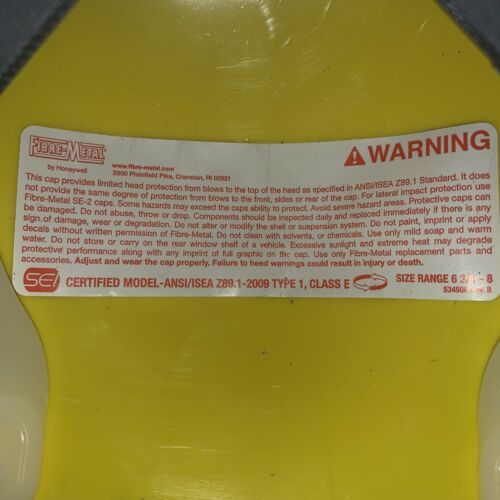 FIBRE-METAL
by Honeywell
www.fibre-metal.com
2000 Plainfield Pike, Cranston, RI 02921
WARNING
This cap provides limited head protection from blows to the top of the head as specified in ANSI/ISEA Z89.1 Standard. It does
not provide the same degree of protection from blows to the front, sides or rear of the cap. For lateral impact protection use
Fibre-Metal SE-2 caps. Some hazards may exceed the caps ability to protect. Avoid severe hazard areas. Protective caps can
be damaged. Do not abuse, throw or drop. Components should be inspected daily and replaced immediately if there is any
sign of damage, wear or degradation. Do not alter or modify the shell or suspension system. Do not paint, imprint or apply
decals without written permission of Fibre-Metal. Do not clean with solvents, or chemicals. Use only mild soap and warm
water. Do not store or carry on the rear window shelf of a vehicle. Excessive sunlight and extreme heat may degrade
protective performance along with any imprint of full graphic on the cap. Use only Fibre-Metal replacement parts and
accessories. Adjust and wear the cap properly. Failure to heed warnings could result in injury or death.
SEI CERTIFIED MODEL-ANSI/ISEA Z89.1-2009 TYPE 1, CLASS E
SIZE RANGE 6 - 8
B